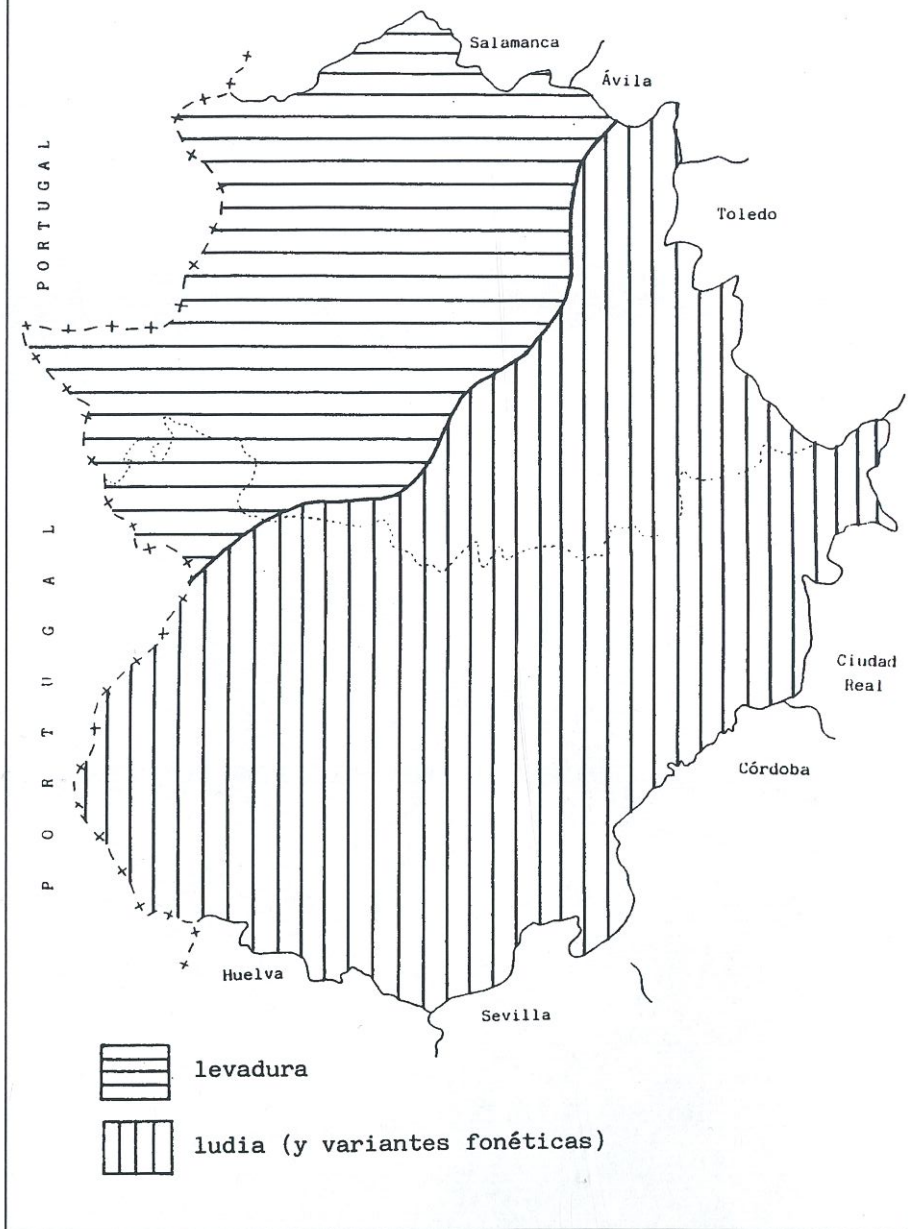 Salamanca
Ávila
PORTUGAL
Toledo
PORTUGAL
Ciudad
Real
Córdoba
Huelva
Sevilla
levadura
ludia (y variantes fonéticas)